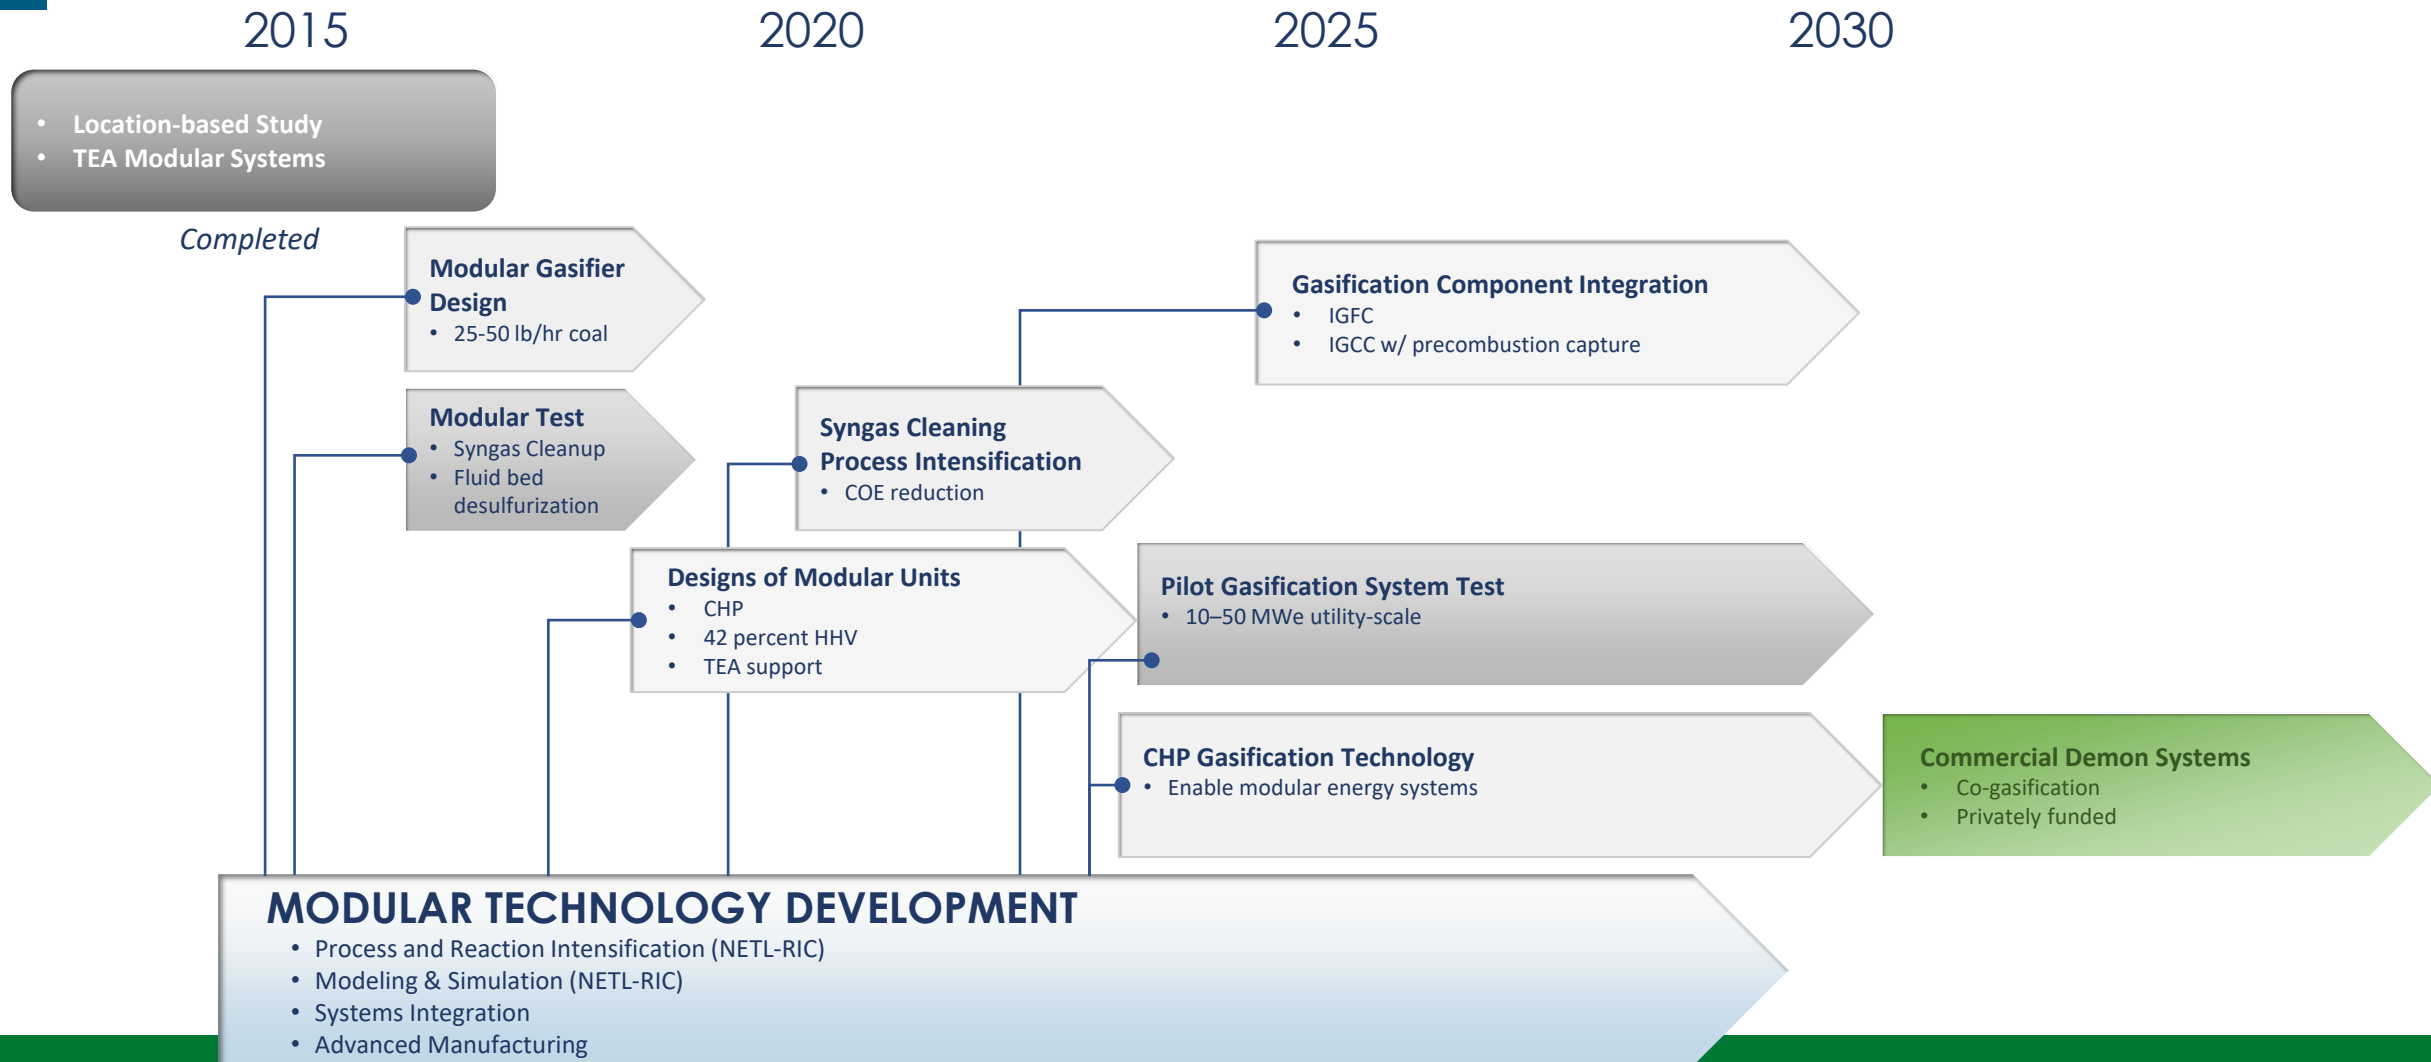 2015 2020 2025 2030
• Location-based Study
• TEA Modular Systems
Completed
Modular Gasifier
Design
• 25-50 lb/hr coal
Gasification Component Integration
• IGFC
• IGCC w/ precombustion capture
Modular Test
• Syngas Cleanup
• Fluid bed
desulfurization
Syngas Cleaning
Process Intensification
• COE reduction
Designs of Modular Units
• CHP
• 42 percent HHV
• TEA support
Pilot Gasification System Test
• 10–50 MWe utility-scale
CHP Gasification Technology
• Enable modular energy systems
Commercial Demon Systems
• Co-gasification
• Privately funded
MODULAR TECHNOLOGY DEVELOPMENT
• Process and Reaction Intensification (NETL-RIC)
• Modeling & Simulation (NETL-RIC)
• Systems Integration
• Advanced Manufacturing